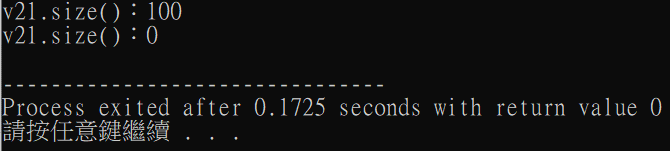 v21.size()：100
v21.size()：0
--------------------------------
Process exited after 0.1725 seconds with return value 0
請按任意鍵繼續 . . .